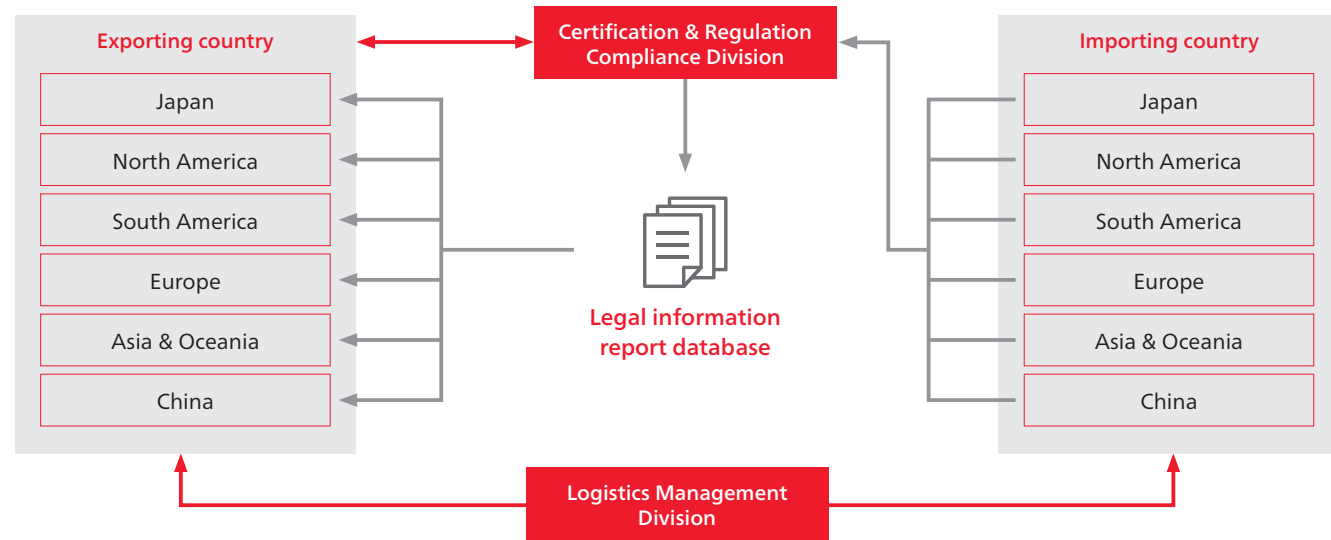 Exporting country
Japan
North America
South America
Europe
Asia & Oceania
China
Certification & Regulation
Compliance Division
Legal information
report database
Importing country
Japan
North America
South America
Europe
Asia & Oceania
China
Logistics Management
Division